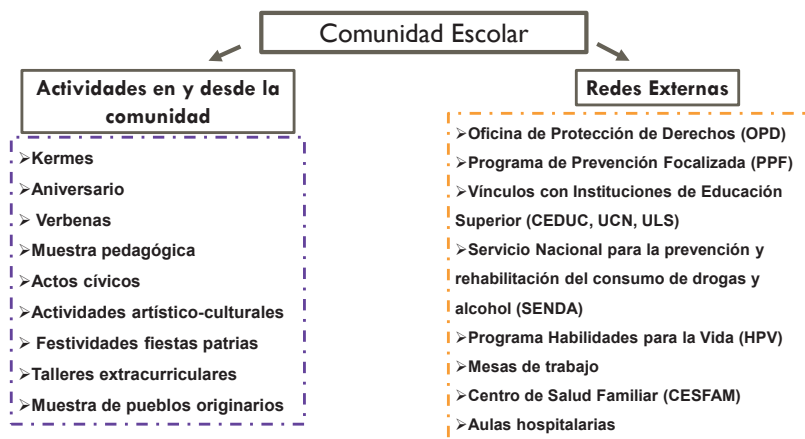 Comunidad Escolar
Actividades en y desde la
comunidad
➢Kermes
➢Aniversario
➢ Verbenas
➢Muestra pedagógica
➢Actos cívicos
➢Actividades artístico-culturales
➢ Festividades fiestas patrias
➢Talleres extracurriculares
➢Muestra de pueblos originarios
Redes Externas
➢Oficina de Protección de Derechos (OPD)
➢Programa de Prevención Focalizada (PPF)
➢Vínculos con Instituciones de Educación
Superior (CEDUC, UCN, ULS)
➢Servicio Nacional para la prevención y
rehabilitación del consumo de drogas y
alcohol (SENDA)
➢Programa Habilidades para la Vida (HPV)
➢Mesas de trabajo
➢Centro de Salud Familiar (CESFAM)
➢Aulas hospitalarias